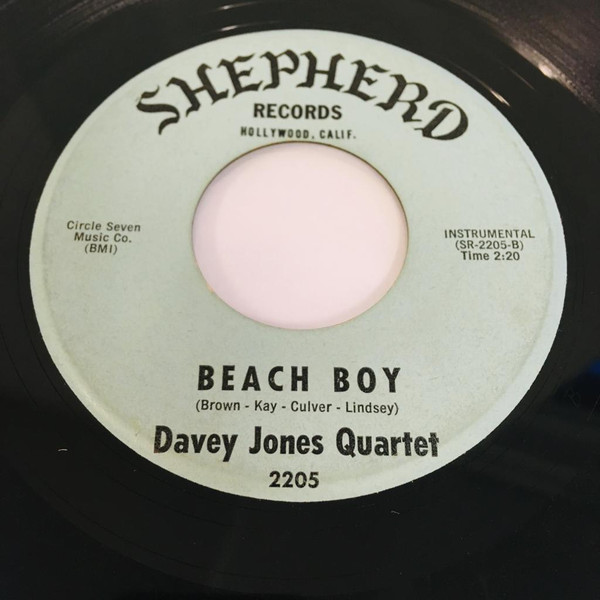 SHEPHERD
RECORDS
HOLLYWOOD, CALIF.
Circle Seven
Music Co.
(BMI)
INSTRUMENTAL
(SR-2205-B)
Time 2:20
BEACH BOY
(Brown - Kay - Culver - Lindsey)
Davey Jones Quartet
2205